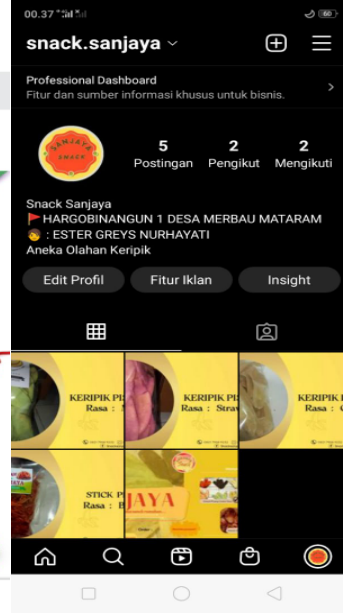 00.37
60
snack.sanjaya
Professional Dashboard
Fitur dan sumber informasi khusus untuk bisnis.
SANJAYA
SNACK
5 2 2
Postingan Pengikut Mengikuti
Snack Sanjaya
HARGOBINANGUN 1 DESA MERBAU MATARAM
: ESTER GREYS NURHAYATI
Aneka Olahan Keripik
Edit Profil Fitur Iklan Insight
KERIPIK PI
Rasa :
KERIPIK PI
Rasa : Stra
KERIPIK
Rasa :
STICK P
Rasa : B
JAYA